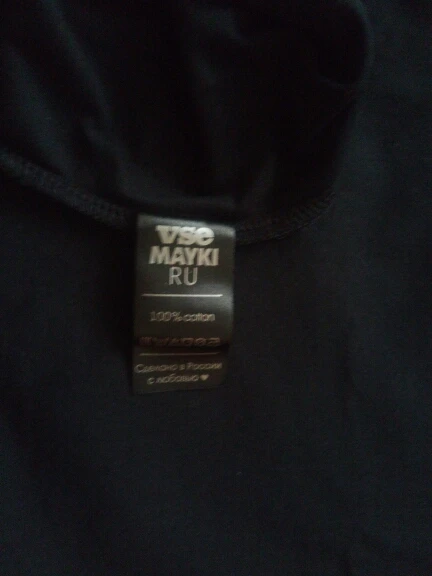 vse
MAYKI
RU
100% cotton
Сделано в России
с любовью ♥